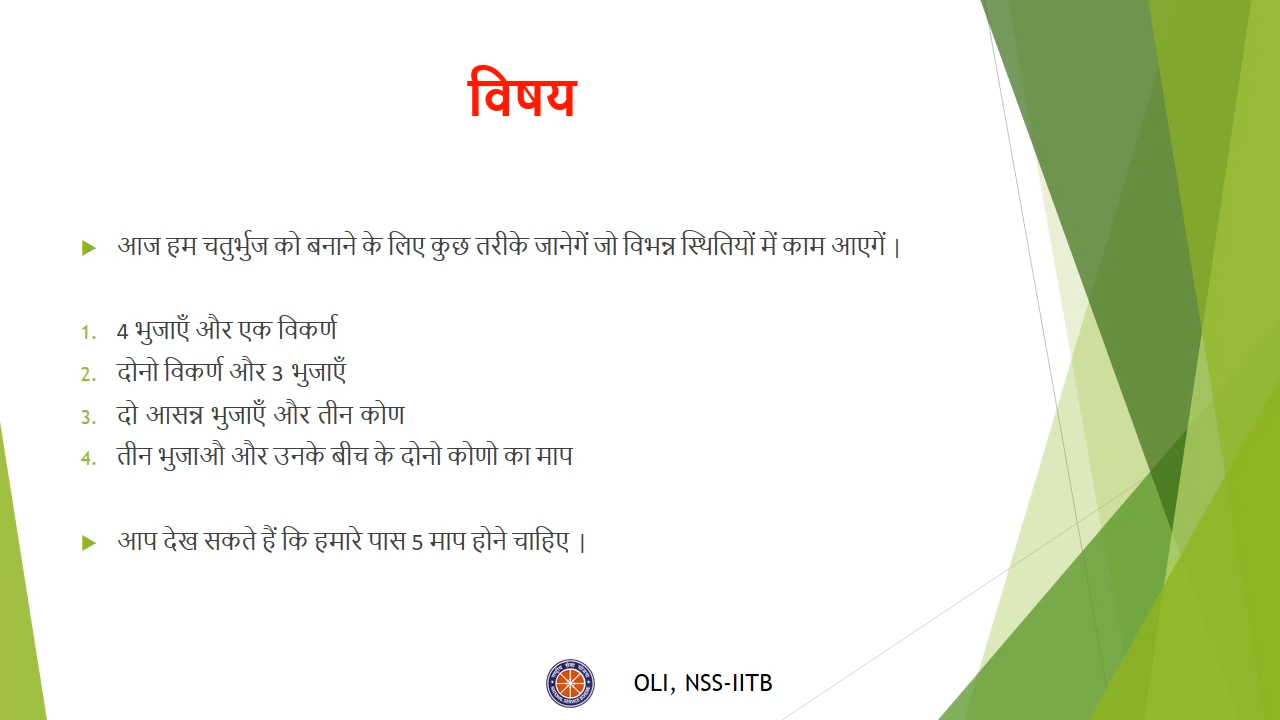 विषय
आज हम चतुर्भुज को बनाने के लिए कुछ तरीके जानेगें जो विभन्न स्थितियों में काम आएगें |
1. 4 भुजाएँ और एक विकर्ण
2. दोनो विकर्ण और 3 भुजाएँ
3. दो आसन्न भुजाएँ और तीन कोण
4. तीन भुजाऔ और उनके बीच के दोनो कोणो का माप
आप देख सकते हैं कि हमारे पास 5 माप होने चाहिए |
OLI, NSS-IITB